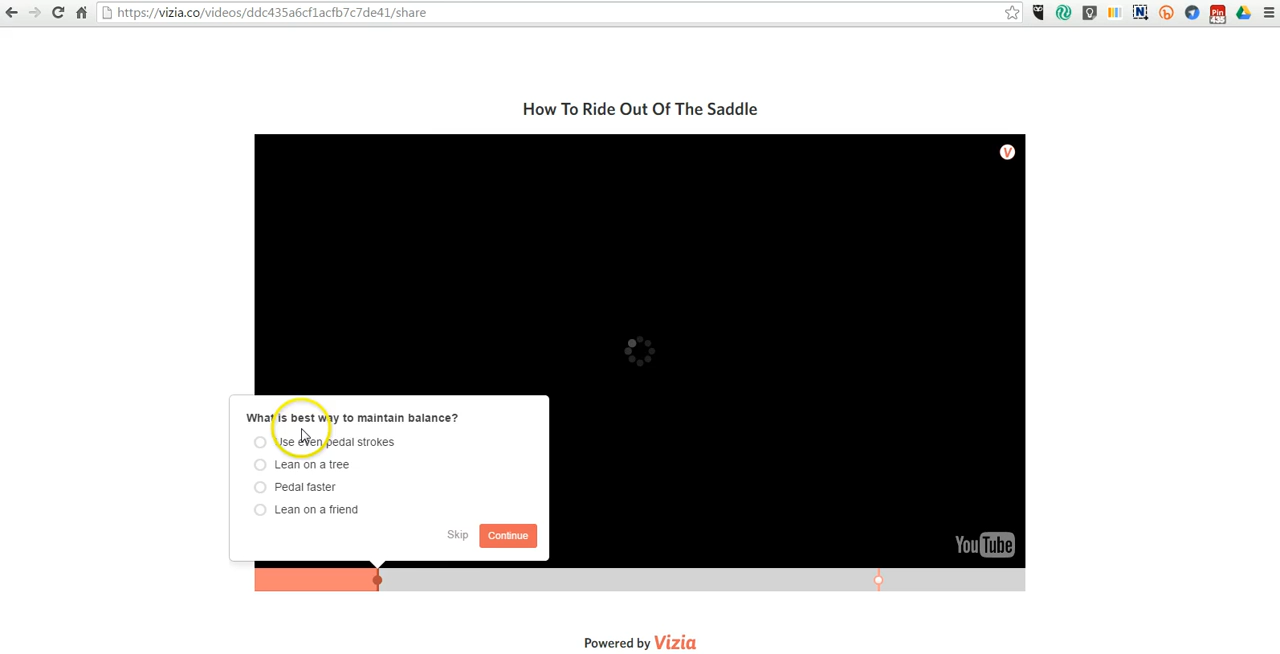 https://vizia.co/videos/ddc435a6cf1acfb7c7de41/share
Pin
435
How To Ride Out Of The Saddle
V
What is best way to maintain balance?
Use even pedal strokes
Lean on a tree
Pedal faster
Lean on a friend
Skip
Continue
YouTube
Powered by Vizia